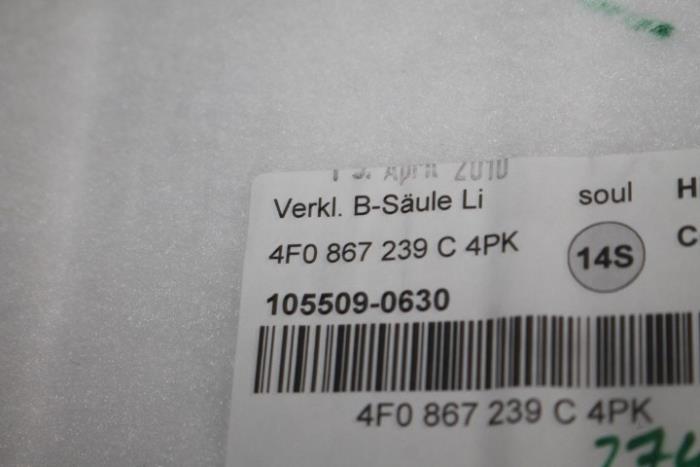 April 2010
Verkl. B-Säule Li soul H
4F0 867 239 C 4PK 14S C
105509-0630
4F0 867 239 C 4PK